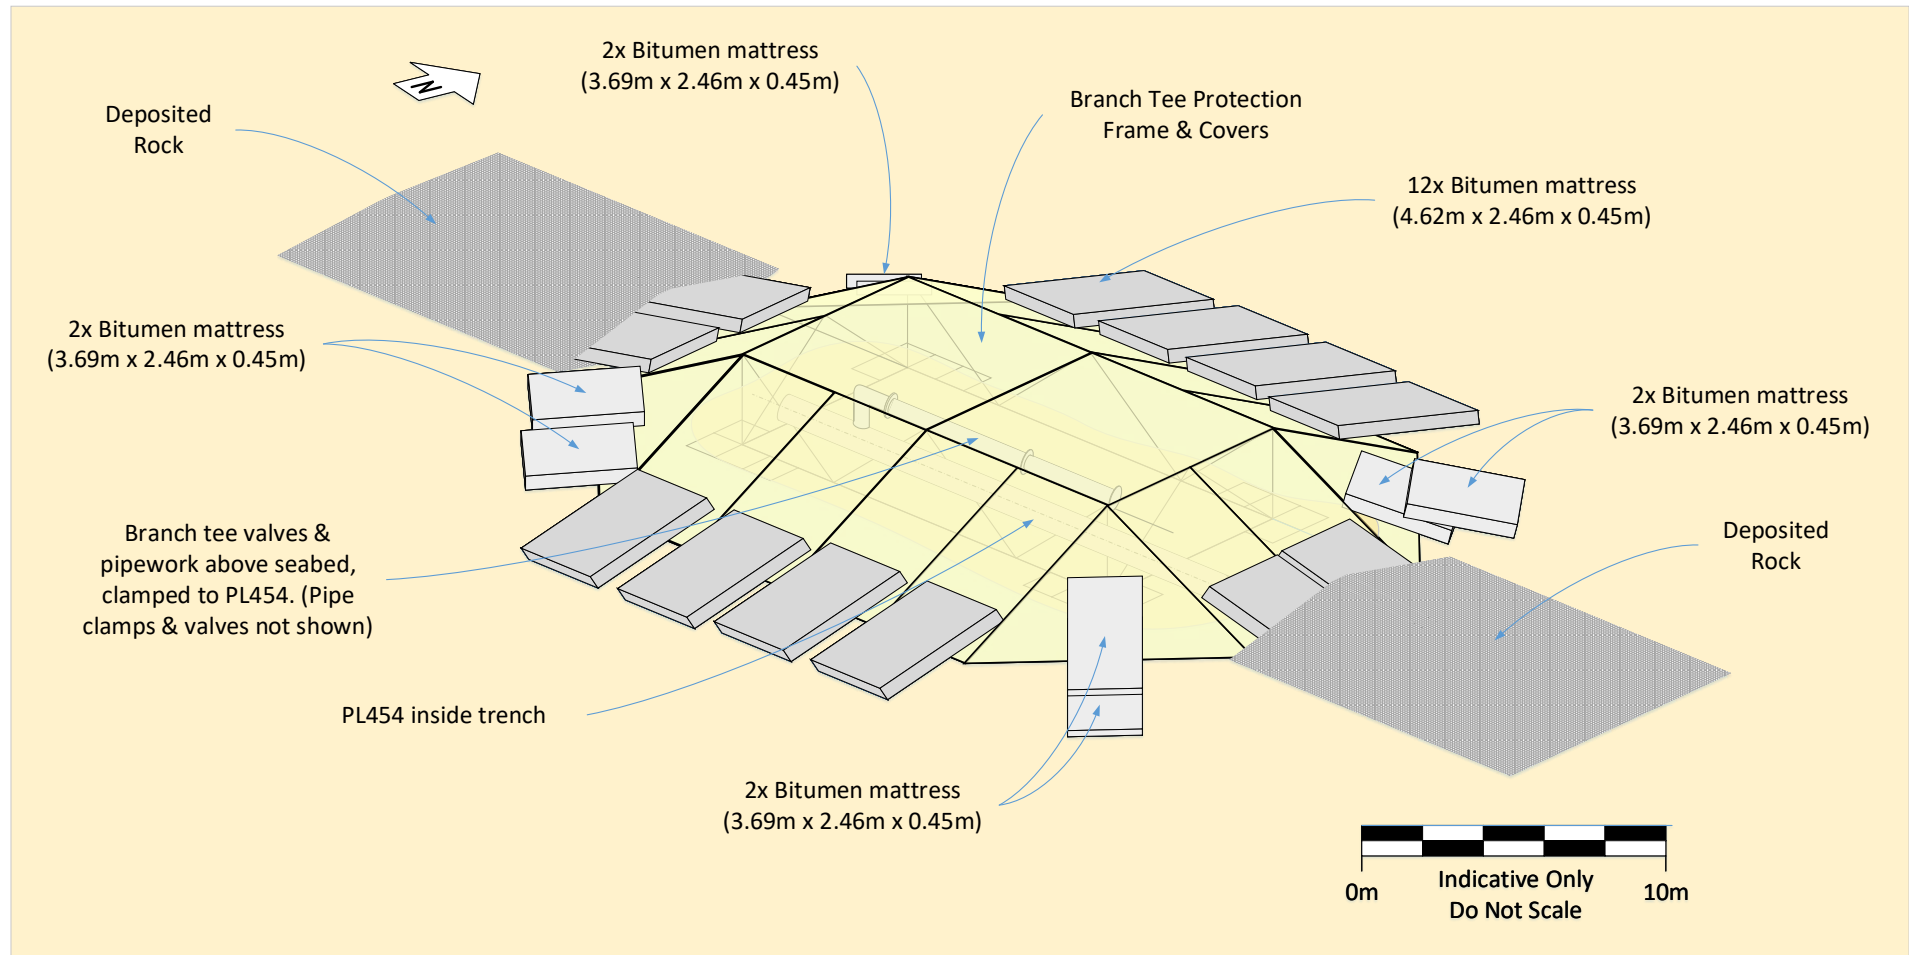 2x Bitumen mattress
(3.69m x 2.46m x 0.45m)
N
Deposited
Rock
Branch Tee Protection
Frame & Covers
12x Bitumen mattress
(4.62m x 2.46m x 0.45m)
2x Bitumen mattress
(3.69m x 2.46m x 0.45m)
2x Bitumen mattress
(3.69m x 2.46m x 0.45m)
Branch tee valves &
pipework above seabed,
clamped to PL454. (Pipe
clamps & valves not shown)
Deposited
Rock
PL454 inside trench
2x Bitumen mattress
(3.69m x 2.46m x 0.45m)
0m
Indicative Only
Do Not Scale
10m